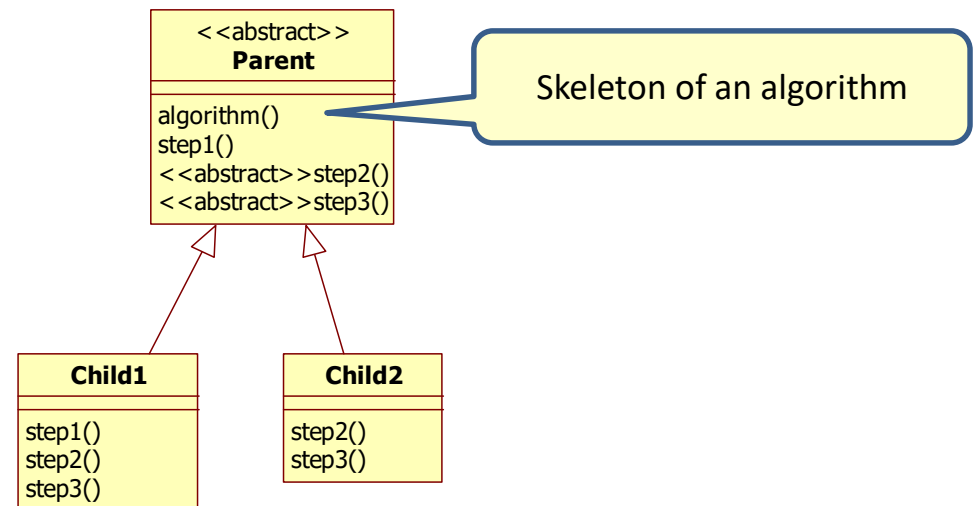 <<abstract>>
Parent
algorithm()
step1()
<<abstract>>step2()
<<abstract>>step3()
Skeleton of an algorithm
Child1
step1()
step2()
step3()
Child2
step2()
step3()